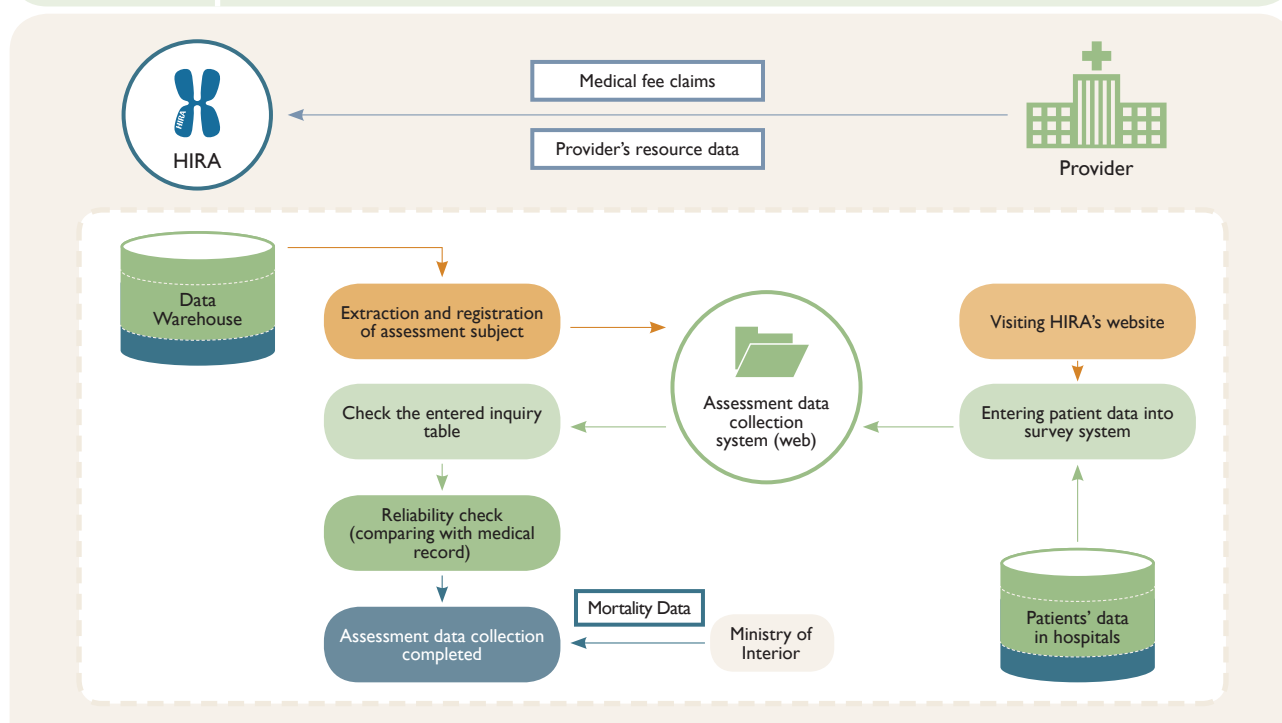 Medical fee claims
HIRA
HIRA
Provider's resource data
Provider
Data
Warehouse
Extraction and registration
of assessment subject
Visiting HIRA's website
Check the entered inquiry
table
Assessment data
collection
system (web)
Entering patient data into
survey system
Reliability check
(comparing with medical
record)
Mortality Data
Assessment data collection
completed
Ministry of
Interior
Patients' data
in hospitals